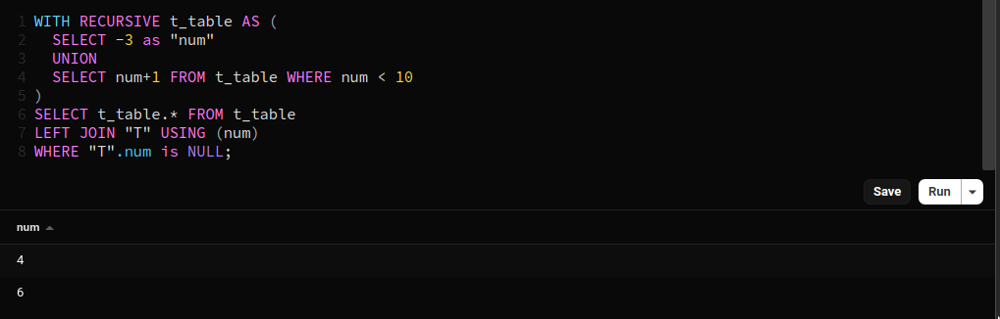 1 WITH RECURSIVE t_table AS (
2 SELECT -3 as "num"
3 UNION
4 SELECT num+1 FROM t_table WHERE num < 10
5 )
6 SELECT t_table.* FROM t_table
7 LEFT JOIN "T" USING (num)
8 WHERE "T".num is NULL;
Save Run
num
4
6